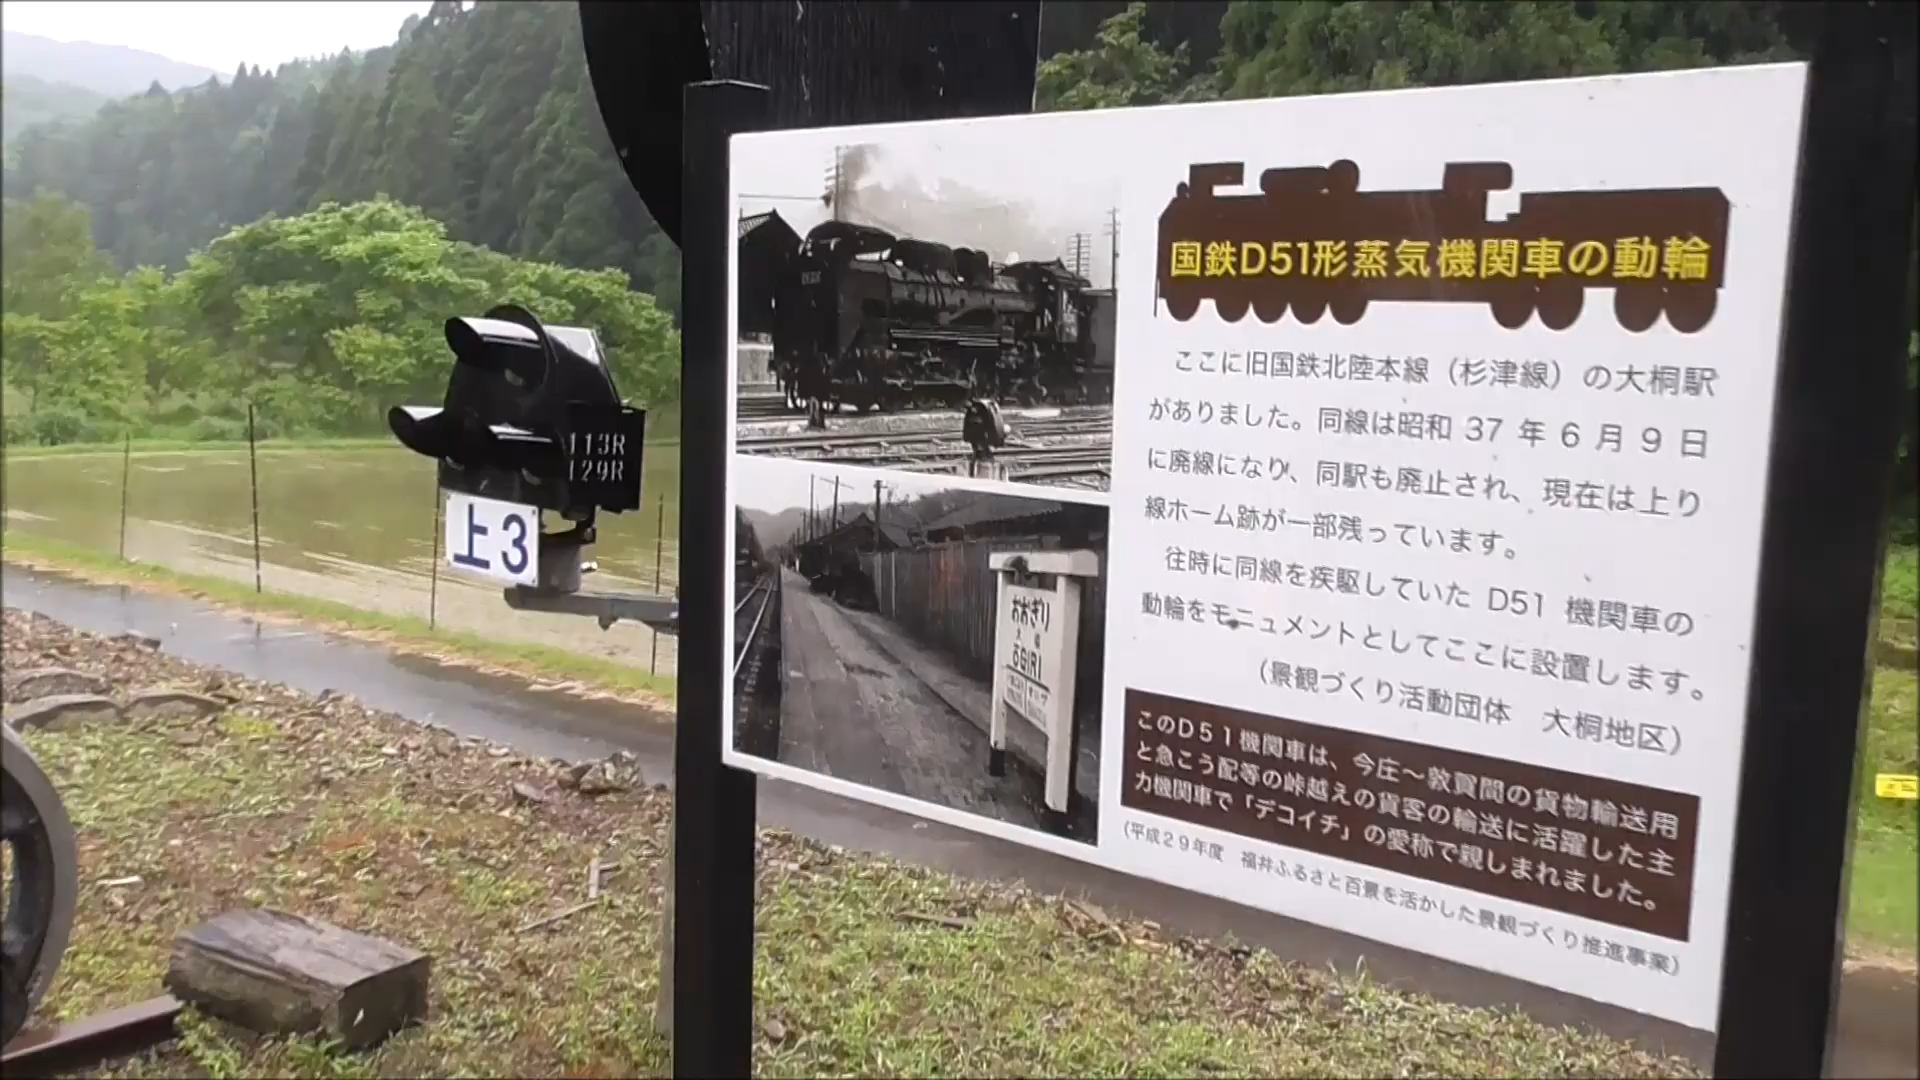 113R
129R
上3
おおぎり
大桐
ŌGIRI
国鉄D51形蒸気機関車の動輪
ここに旧国鉄北陸本線（杉津線）の大桐駅
がありました。同線は昭和 37 年 6 月 9 日
に廃線になり、同駅も廃止され、現在は上り
線ホーム跡が一部残っています。
往時に同線を疾駆していた D51 機関車の
動輪をモニュメントとしてここに設置します。
（景観づくり活動団体　大桐地区）
このＤ５１機関車は、今庄～敦賀間の貨物輸送用
と急こう配等の峠越えの貨客の輸送に活躍した主
力機関車で「デコイチ」の愛称で親しまれました。
（平成２９年度　福井ふるさと百景を活かした景観づくり推進事業）